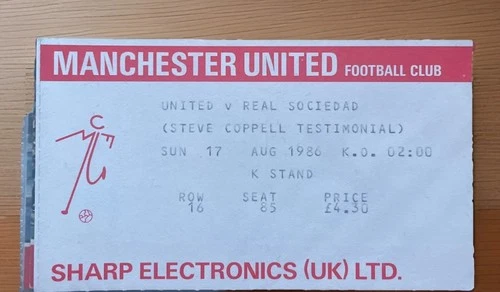 MANCHESTER UNITED FOOTBALL CLUB
UNITED v REAL SOCIEDAD
(STEVE COPPELL TESTIMONIAL)
SUN 17 AUG 1986 K.O. 02:00
K STAND
ROW SEAT PRICE
16 85 £4.30
SHARP ELECTRONICS (UK) LTD.